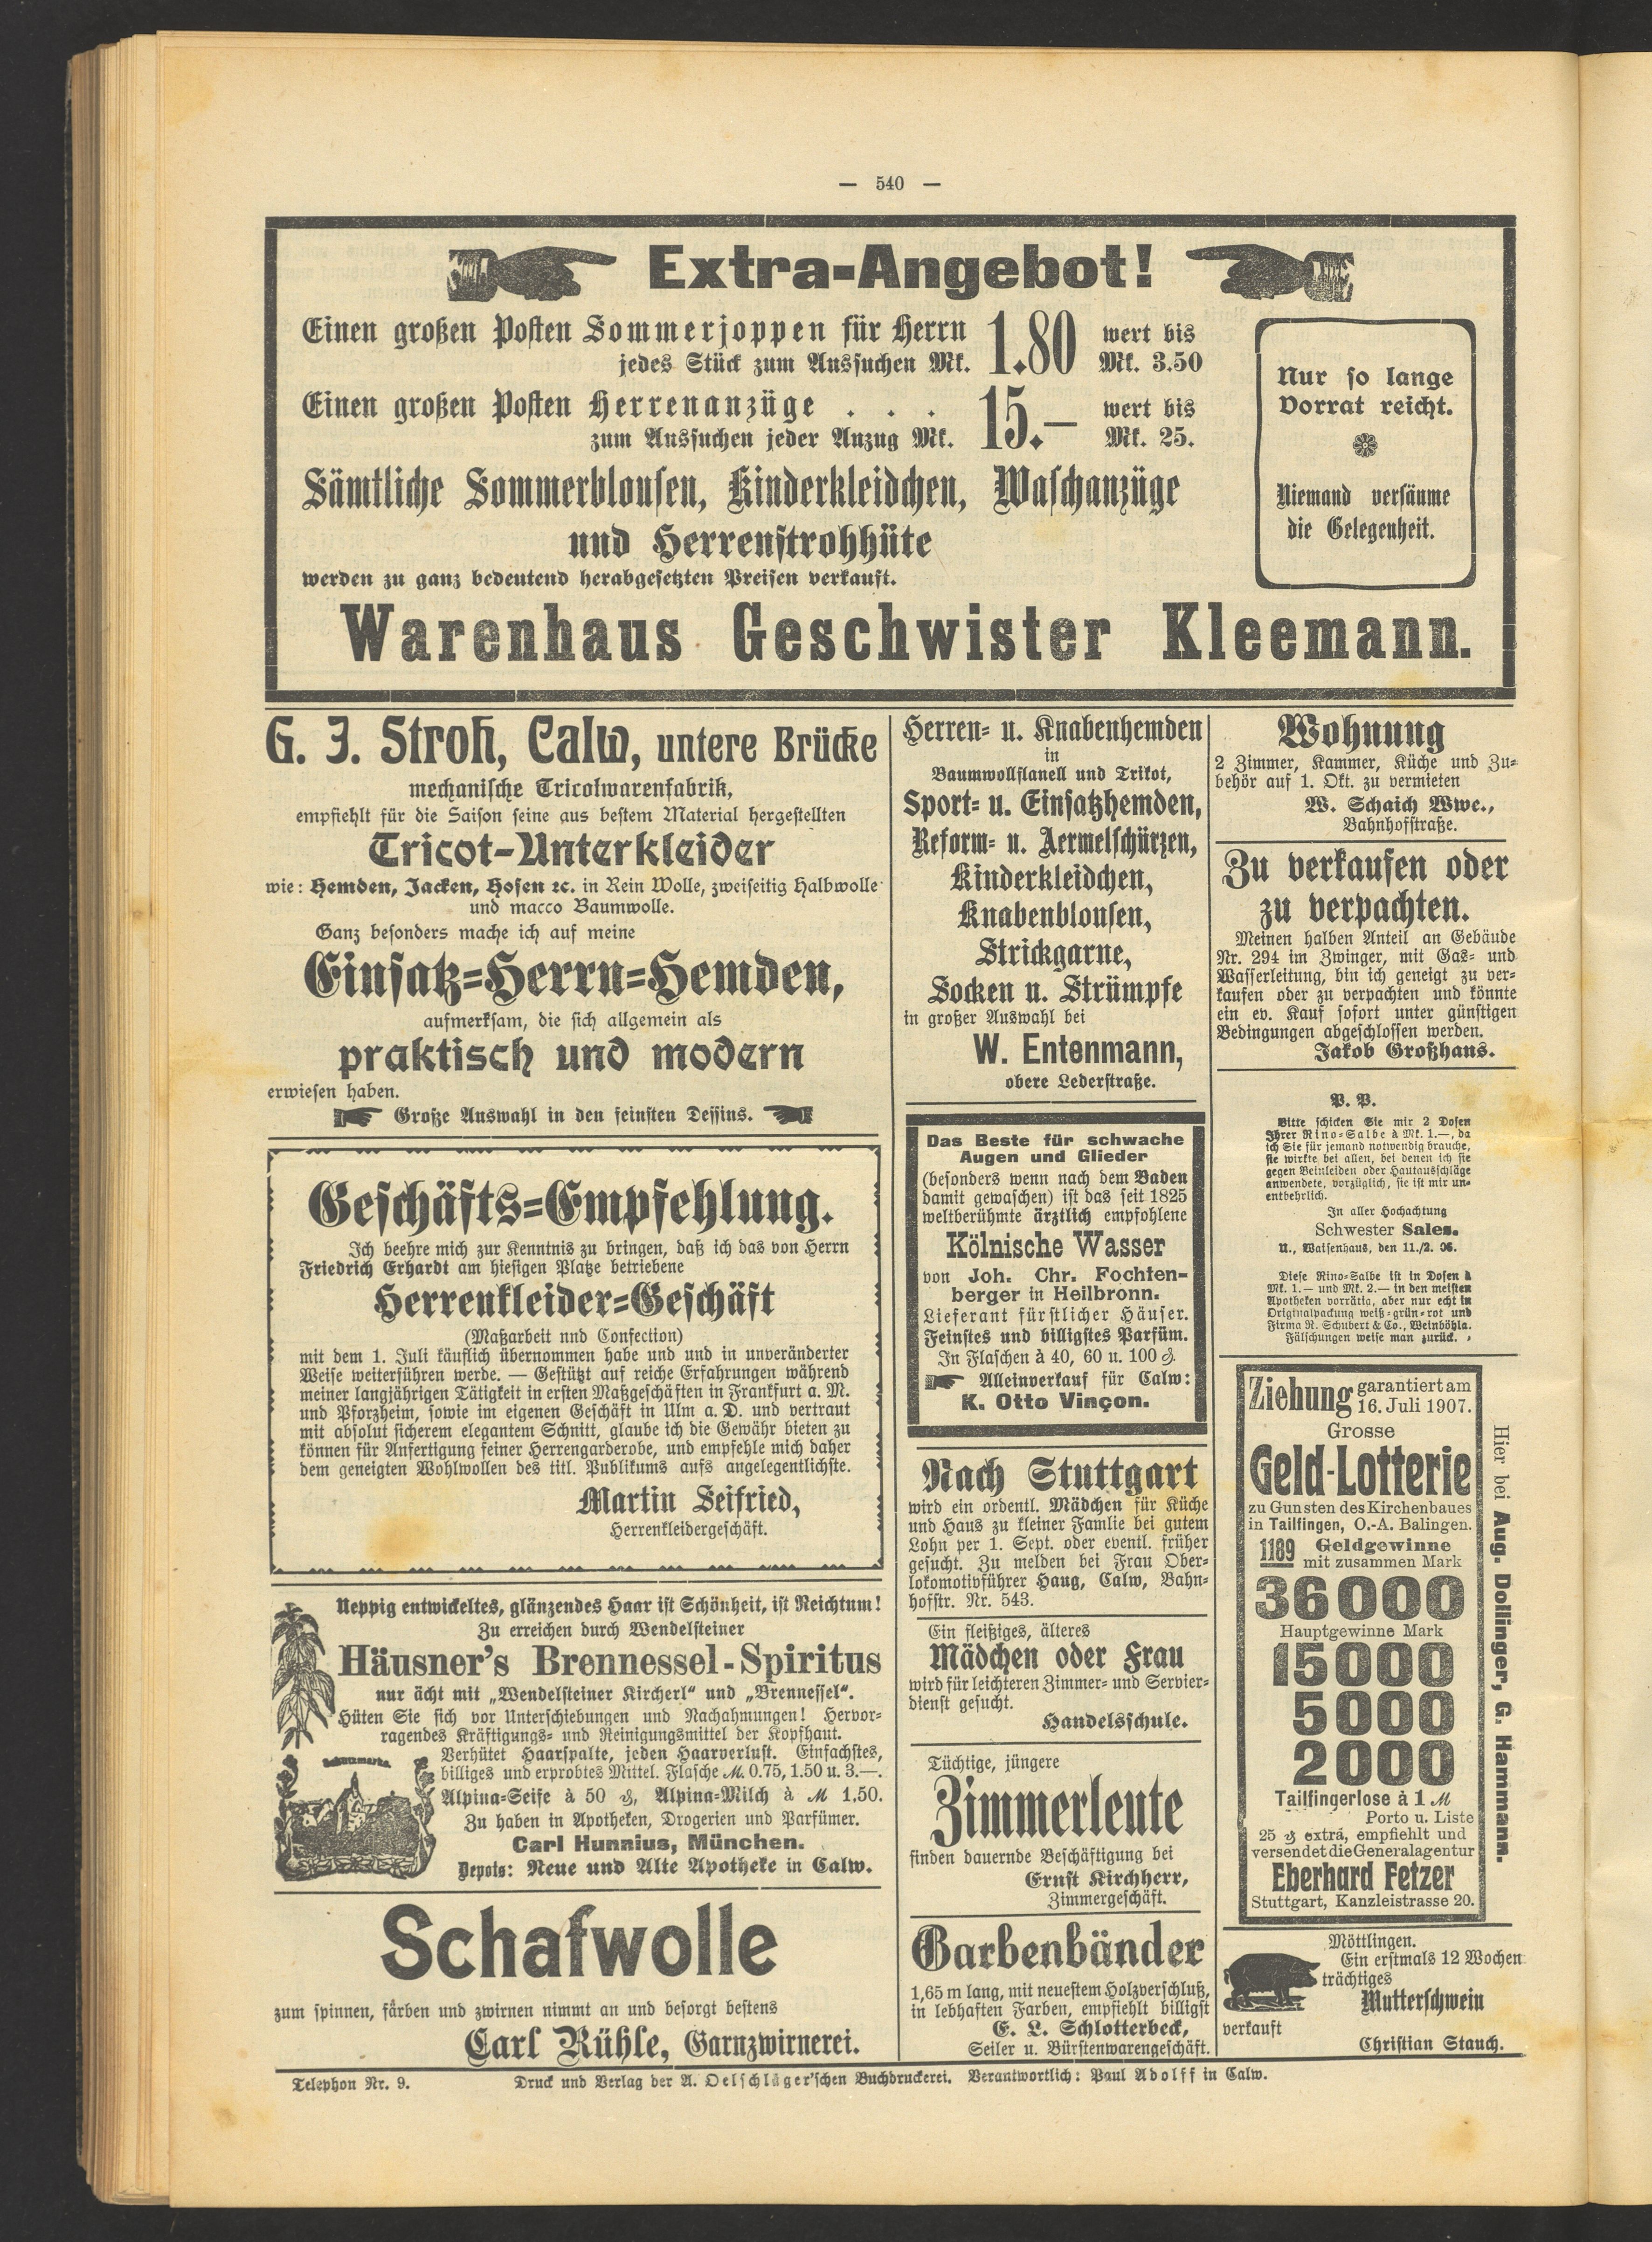 — 540 —
Extra-Angebot!
Einen großen Posten Sommerjoppen für Herrn
jedes Stück zum Aussuchen Mk. 1.80 wert bis
Mk. 3.50
Einen großen Posten Herrenanzüge . . .
zum Aussuchen jeder Anzug Mk. 15.— wert bis
Mk. 25.
Sämtliche Sommerblousen, Kinderkleidchen, Waschanzüge
und Herrenstrohhüte
werden zu ganz bedeutend herabgesetzten Preisen verkauft.
Nur so lange
Vorrat reicht.
Niemand versäume
die Gelegenheit.
Warenhaus Geschwister Kleemann.
G. J. Stroh, Calw, untere Brücke
mechanische Tricotwarenfabrik,
empfiehlt für die Saison seine aus bestem Material hergestellten
Tricot-Unterkleider
wie: Hemden, Jacken, Hosen ꝛc. in Rein Wolle, zweiseitig Halbwolle
und macco Baumwolle.
Ganz besonders mache ich auf meine
Einsatz-Herrn-Hemden,
aufmerksam, die sich allgemein als
praktisch und modern
erwiesen haben.
Große Auswahl in den feinsten Dessins.
Geschäfts-Empfehlung.
Ich beehre mich zur Kenntnis zu bringen, daß ich das von Herrn
Friedrich Erhardt am hiesigen Platze betriebene
Herrenkleider-Geschäft
(Maßarbeit nnd Confection)
mit dem 1. Juli käuflich übernommen habe und und in unveränderter
Weise weiterführen werde. — Gestützt auf reiche Erfahrungen während
meiner langjährigen Tätigkeit in ersten Maßgeschäften in Frankfurt a. M.
und Pforzheim, sowie im eigenen Geschäft in Ulm a. D. und vertraut
mit absolut sicherem elegantem Schnitt, glaube ich die Gewähr bieten zu
können für Anfertigung feiner Herrengarderobe, und empfehle mich daher
dem geneigten Wohlwollen des titl. Publikums aufs angelegentlichste.
Martin Seifried,
Herrenkleidergeschäft.
Ueppig entwickeltes, glänzendes Haar ist Schönheit, ist Reichtum!
Zu erreichen durch Wendelsteiner
Häusner's Brennessel-Spiritus
nur ächt mit „Wendelsteiner Kircherl“ und „Brennessel“.
Hüten Sie sich vor Unterschiebungen und Nachahmungen! Hervor-
ragendes Kräftigungs- und Reinigungsmittel der Kopfhaut.
Verhütet Haarspalte, jeden Haarverlust. Einfachstes,
billiges und erprobtes Mittel. Flasche ℳ 0.75, 1.50 u. 3.—.
Alpina-Seife à 50 ₰, Alpina-Milch à ℳ 1,50.
Zu haben in Apotheken, Drogerien und Parfümer.
Carl Hunnius, München.
Depots: Neue und Alte Apotheke in Calw.
Schutzmarke.
Schafwolle
zum spinnen, färben und zwirnen nimmt an und besorgt bestens
Carl Rühle, Garnzwirnerei.
Herren- u. Knabenhemden
in
Baumwollflanell und Trikot,
Sport- u. Einsatzhemden,
Reform- u. Aermelschürzen,
Kinderkleidchen,
Knabenblousen,
Strickgarne,
Socken u. Strümpfe
in großer Auswahl bei
W. Entenmann,
obere Lederstraße.
Das Beste für schwache
Augen und Glieder
(besonders wenn nach dem Baden
damit gewaschen) ist das seit 1825
weltberühmte ärztlich empfohlene
Kölnische Wasser
von Joh. Chr. Fochten-
berger in Heilbronn.
Lieferant fürstlicher Häuser.
Feinstes und billigstes Parfüm.
In Flaschen à 40, 60 u. 100 ₰.
Alleinverkauf für Calw:
K. Otto Vinçon.
Nach Stuttgart
wird ein ordentl. Mädchen für Küche
und Haus zu kleiner Famlie bei gutem
Lohn per 1. Sept. oder eventl. früher
gesucht. Zu melden bei Frau Ober-
lokomotivführer Haug, Calw, Bahn-
hofstr. Nr. 543.
Ein fleißiges, älteres
Mädchen oder Frau
wird für leichteren Zimmer- und Servier-
dienst gesucht.
Handelsschule.
Tüchtige, jüngere
Zimmerleute
finden dauernde Beschäftigung bei
Ernst Kirchherr,
Zimmergeschäft.
Garbenbänder
1,65 m lang, mit neuestem Holzverschluß,
in lebhaften Farben, empfiehlt billigst
E. L. Schlotterbeck,
Seiler u. Bürstenwarengeschäft.
Wohnung
2 Zimmer, Kammer, Küche und Zu-
behör auf 1. Okt. zu vermieten
W. Schaich Wwe.,
Bahnhofstraße.
Zu verkaufen oder
zu verpachten.
Meinen halben Anteil an Gebäude
Nr. 294 im Zwinger, mit Gas- und
Wasserleitung, bin ich geneigt zu ver-
kaufen oder zu verpachten und könnte
ein ev. Kauf sofort unter günstigen
Bedingungen abgeschlossen werden.
Jakob Großhans.
P. P.
Bitte schicken Sie mir 2 Dosen
Ihrer Rino-Salbe à Mk. 1.—, da
ich Sie für jemand notwendig brauche,
sie wirkte bei allen, bei denen ich sie
gegen Beinleiden oder Hautausschläge
anwendete, vorzüglich, sie ist mir un-
entbehrlich.
In aller Hochachtung
Schwester Sales.
U., Waisenhaus, den 11./2. 06.
Diese Rino-Salbe ist in Dosen à
Mk. 1.— und Mk. 2.— in den meisten
Apotheken vorrätig, aber nur echt in
Originalpackung weiß-grün-rot und
Firma R. Schubert & Co., Weinböhla.
Fälschungen weise man zurück.
Ziehung garantiert am
16. Juli 1907.
Grosse
Geld-Lotterie
zu Gunsten des Kirchenbaues
in Tailfingen, O.-A. Balingen.
1189 Geldgewinne
mit zusammen Mark
36000
Hauptgewinne Mark
15000
5000
2000
Tailfingerlose à 1 ℳ
Porto u. Liste
25 ₰ extra, empfiehlt und
versendet die Generalagentur
Eberhard Fetzer
Stuttgart, Kanzleistrasse 20.
Hier bei Aug. Dollinger, G. Hammann.
Möttlingen.
Ein erstmals 12 Wochen
trächtiges
Mutterschwein
verkauft
Christian Stauch.
Telephon Nr. 9. Druck und Verlag der A. Oelschläger'schen Buchdruckerei. Verantwortlich: Paul Adolff in Calw.